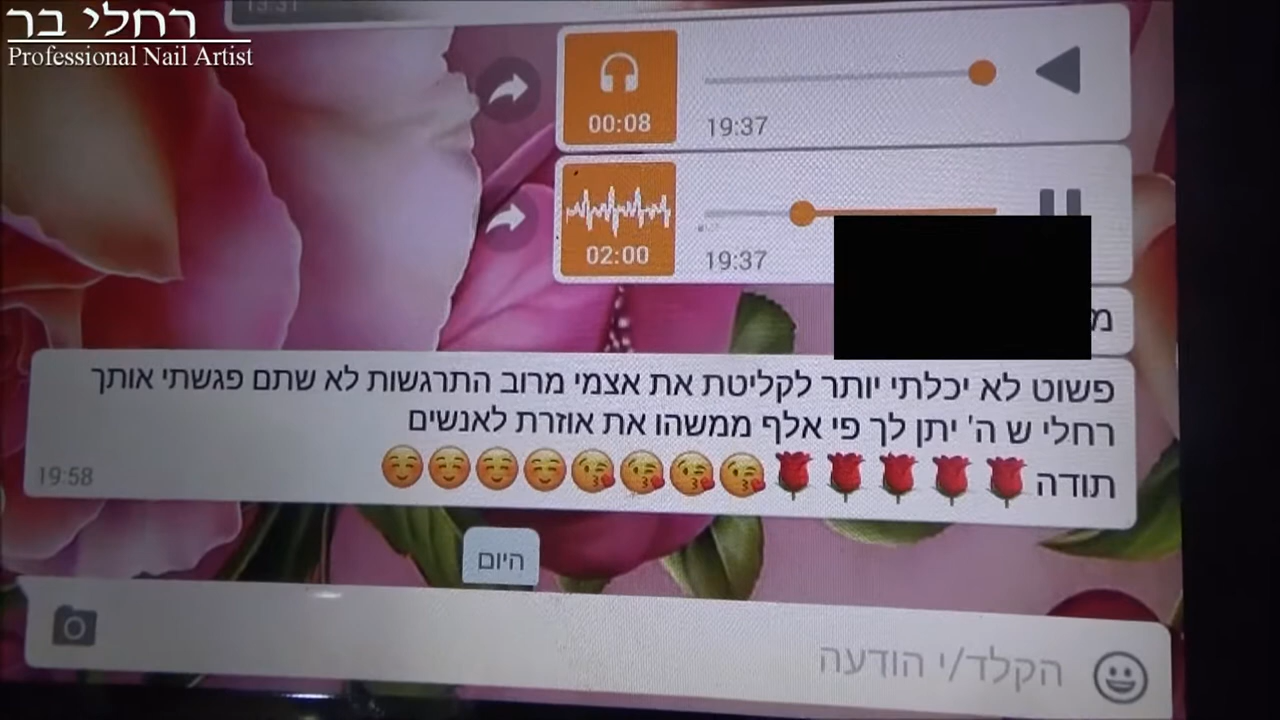 רחלי בר
Professional Nail Artist
00:08
19:37
02:00
19:37
פשוט לא יכלתי יותר לקליטת את אצמי מרוב התרגשות לא שתם פגשתי אותך
רחלי ש ה' יתן לך פי אלף ממשהו את אוזרת לאנשים
תודה 🌹🌹🌹🌹🌹😘😘😘😘☺️☺️☺️☺️
19:58
היום
הקלד/י הודעה